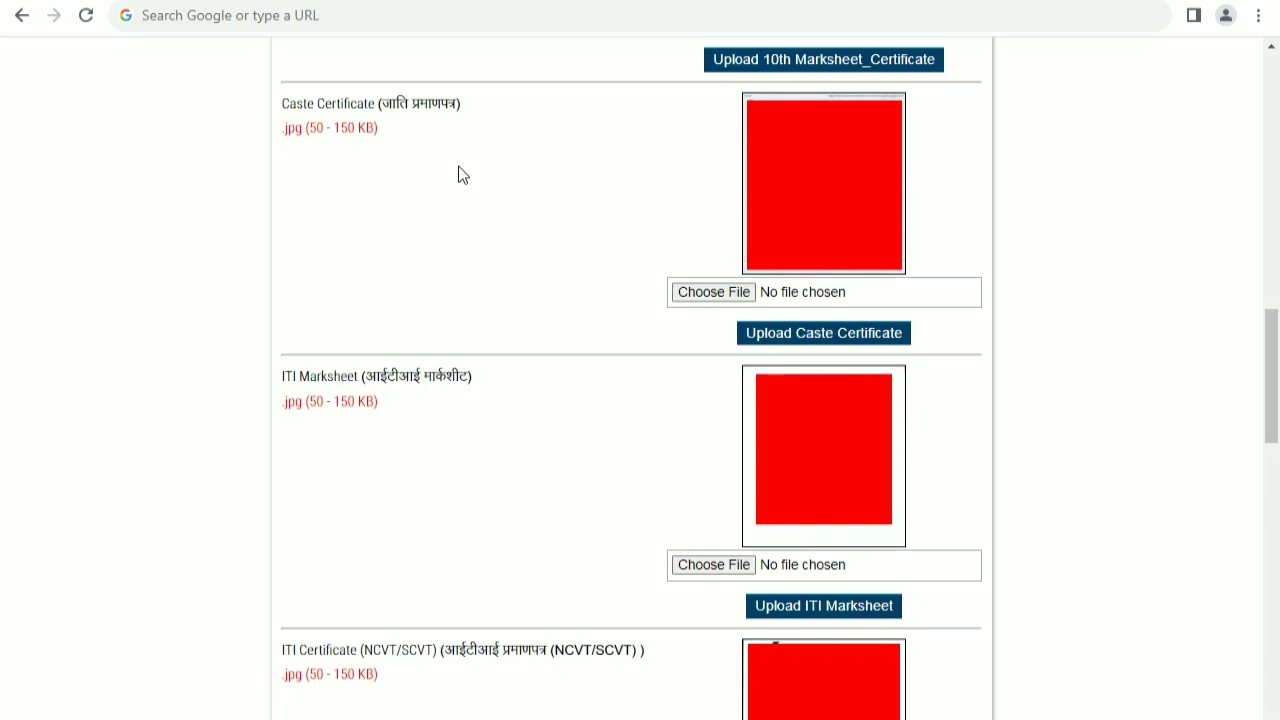 Search Google or type a URL
Upload 10th Marksheet_Certificate
Caste Certificate (जाति प्रमाणपत्र)
.jpg (50 - 150 KB)
Choose File No file chosen
Upload Caste Certificate
ITI Marksheet (आईटीआई मार्कशीट)
.jpg (50 - 150 KB)
Choose File No file chosen
Upload ITI Marksheet
ITI Certificate (NCVT/SCVT) (आईटीआई प्रमाणपत्र (NCVT/SCVT) )
.jpg (50 - 150 KB)